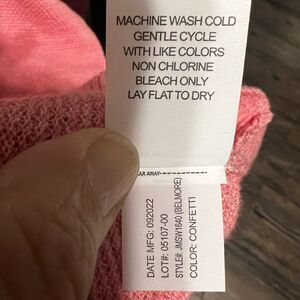 MACHINE WASH COLD
GENTLE CYCLE
WITH LIKE COLORS
NON CHLORINE
BLEACH ONLY
LAY FLAT TO DRY
AWAY
DATE MFG: 092022
LOT#: 05107-00
STYLE#: JMSW1640 (BELMORE)
COLOR: CONFETTI